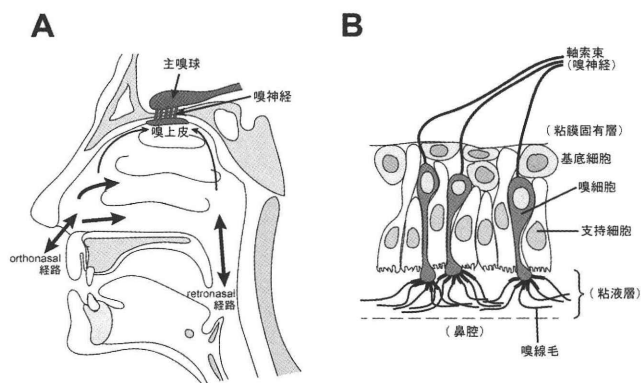 A
主嗅球
嗅神経
嗅上皮
orthonasal
経路
retronasal
経路
B
軸索束
(嗅神経)
(粘膜固有層)
基底細胞
嗅細胞
支持細胞
(粘液層)
(鼻腔)
嗅線毛